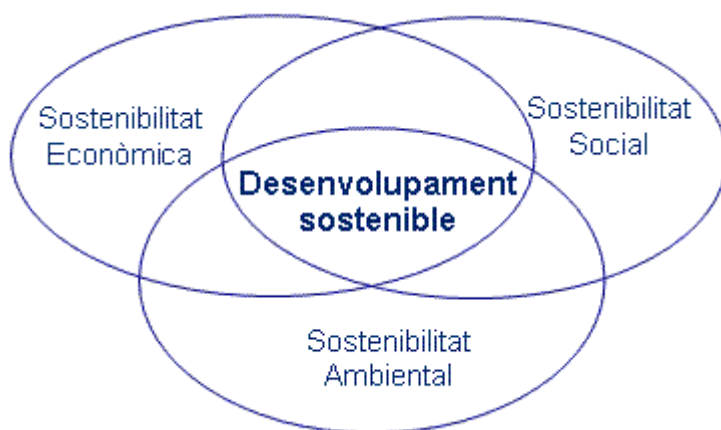 Sostenibilitat
Econòmica
Sostenibilitat
Social
Desenvolupament
sostenible
Sostenibilitat
Ambiental